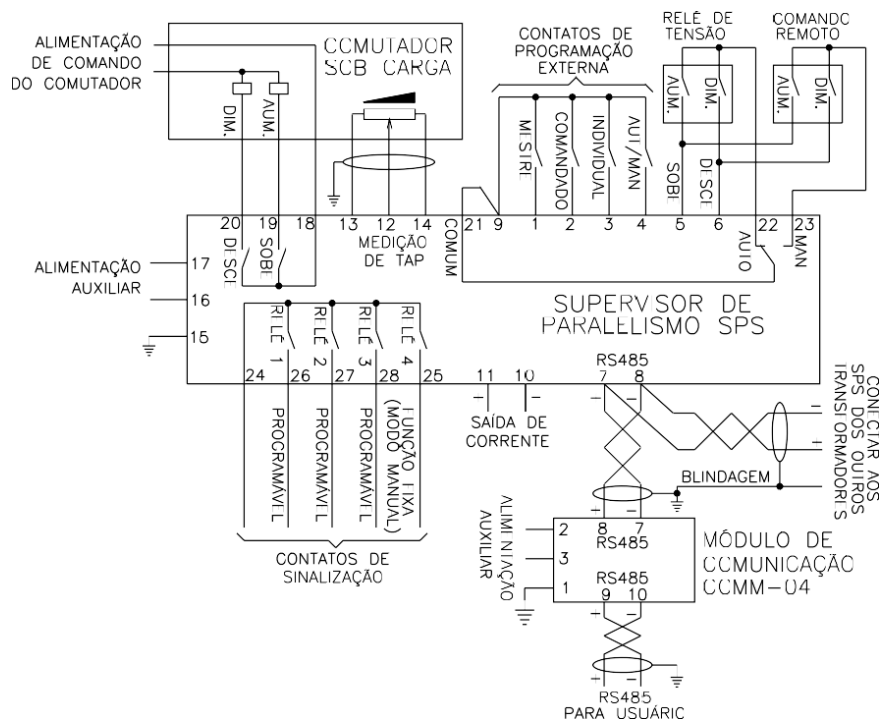 ALIMENTAÇÃO
DE COMANDO
DO COMUTADOR
COMUTADOR
SOB CARGA
DIM.
AUM.
CONTATOS DE
PROGRAMAÇÃO
EXTERNA
MESTRE
COMANDADO
INDIVIDUAL
AUT/MAN
RELÉ DE
TENSÃO
AUM.
DIM.
SOBE
DESCE
COMANDO
REMOTO
AUM.
DIM.
20
19
18
13
12
14
21
9
1
2
3
4
5
6
22
23
DESCE
SOBE
MEDIÇÃO
DE TAP
COMUM
AUTO
MAN
ALIMENTAÇÃO
AUXILIAR
17
16
15
SUPERVISOR DE
PARALELISMO SPS
RELÉ 1
RELÉ 2
RELÉ 3
RELÉ 4
24
26
27
28
25
11
10
RS485
7
8
PROGRAMÁVEL
PROGRAMÁVEL
PROGRAMÁVEL
FUNÇÃO FIXA
(MODO MANUAL)
CONTATOS DE
SINALIZAÇÃO
SAÍDA DE
CORRENTE
CONECTAR AOS
SPS DOS OUTROS
TRANSFORMADORES
BLINDAGEM
ALIMENTAÇÃO
AUXILIAR
2
3
1
8
7
RS485
RS485
9
10
MÓDULO DE
COMUNICAÇÃO
COMM-04
RS485
PARA USUÁRIO